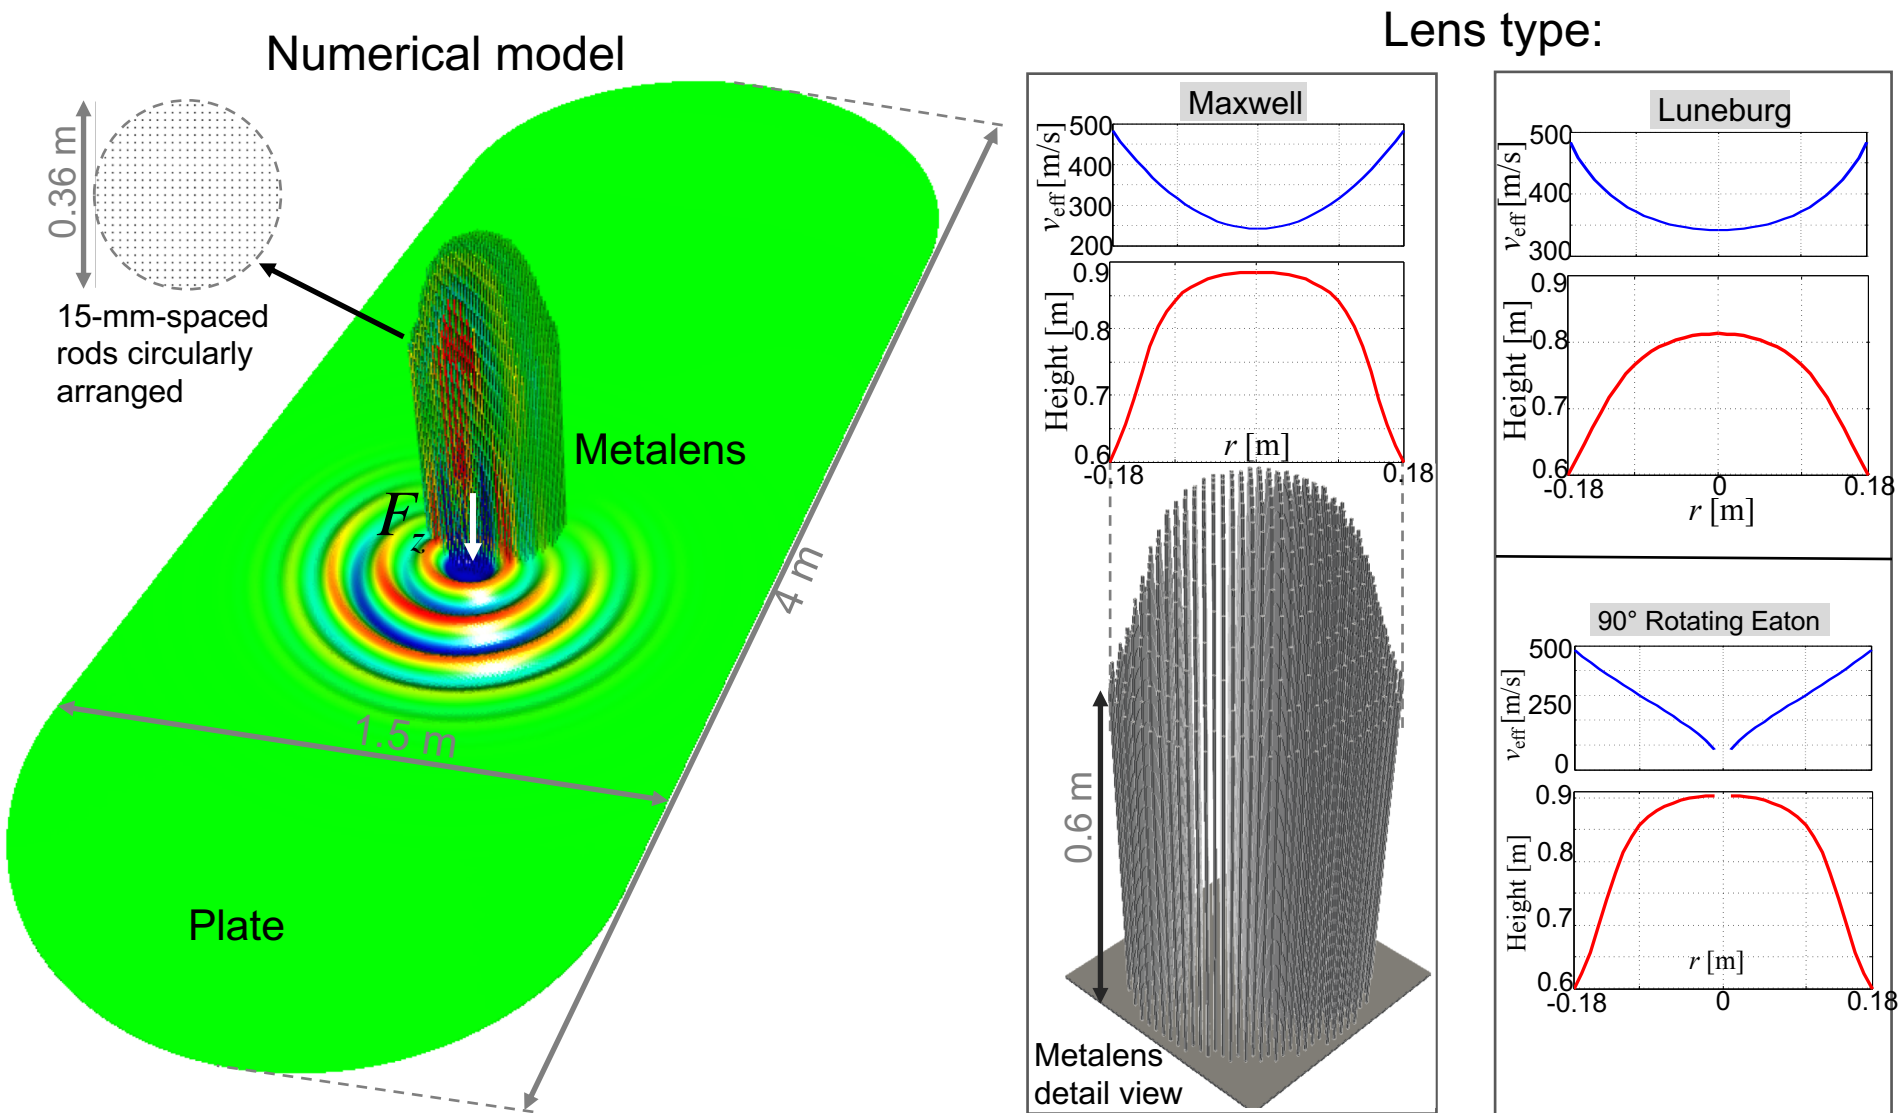 Numerical model
0.36 m
15-mm-spaced
rods circularly
arranged
Metalens
F_z
4 m
1.5 m
Plate
Lens type:
Maxwell
500
400
300
200
v_eff [m/s]
0.9
0.8
0.7
0.6
Height [m]
r [m]
-0.18
0.18
0.6 m
Metalens
detail view
Luneburg
500
400
300
v_eff [m/s]
0.9
0.8
0.7
0.6
Height [m]
-0.18
0
0.18
r [m]
90° Rotating Eaton
500
250
0
v_eff [m/s]
0.9
0.8
0.7
0.6
Height [m]
r [m]
-0.18
0
0.18